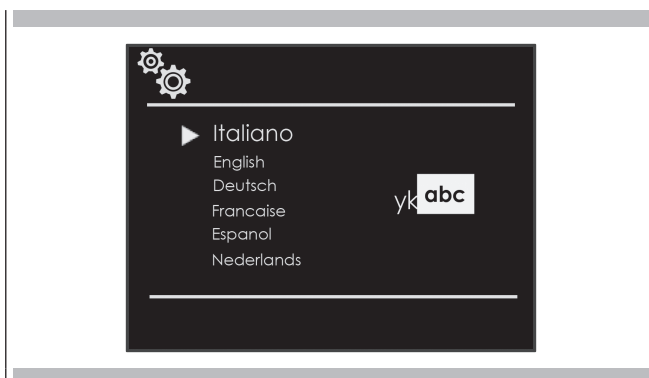 Italiano
English
Deutsch
Francaise
Espanol
Nederlands
yk abc